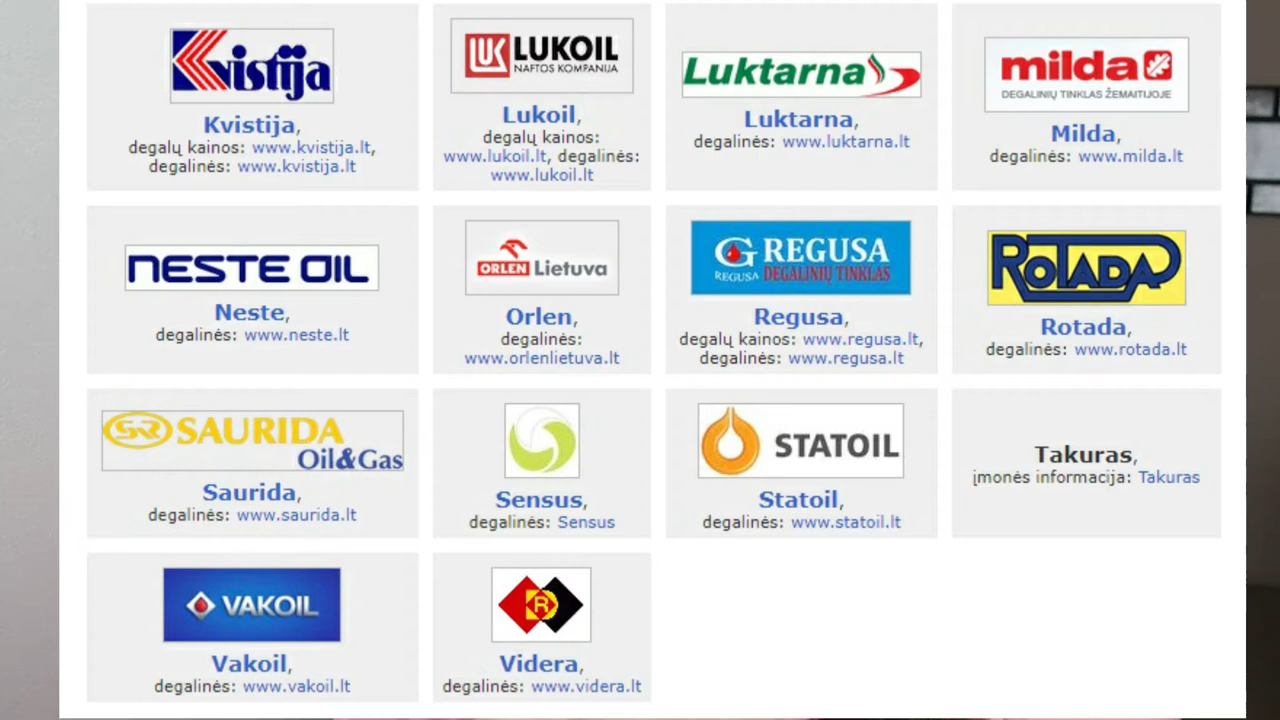 Kvistija
Kvistija,
degalų kainos: www.kvistija.lt,
degalinės: www.kvistija.lt
LUK LUKOIL
NAFTOS KOMPANIJA
Lukoil,
degalų kainos:
www.lukoil.lt, degalinės:
www.lukoil.lt
Luktarna
Luktarna,
degalinės: www.luktarna.lt
milda
DEGALINIŲ TINKLAS ŽEMAITIJOJE
Milda,
degalinės: www.milda.lt
NESTE OIL
Neste,
degalinės: www.neste.lt
ORLEN Lietuva
Orlen,
degalinės:
www.orlenlietuva.lt
G REGUSA
REGUSA DEGALINIŲ TINKLAS
Regusa,
degalų kainos: www.regusa.lt,
degalinės: www.regusa.lt
ROTADA
Rotada,
degalinės: www.rotada.lt
SR SAURIDA
Oil&Gas
Saurida,
degalinės: www.saurida.lt
Sensus,
degalinės: Sensus
STATOIL
Statoil,
degalinės: www.statoil.lt
Takuras,
įmonės informacija: Takuras
VAKOIL
Vakoil,
degalinės: www.vakoil.lt
R
Videra,
degalinės: www.videra.lt